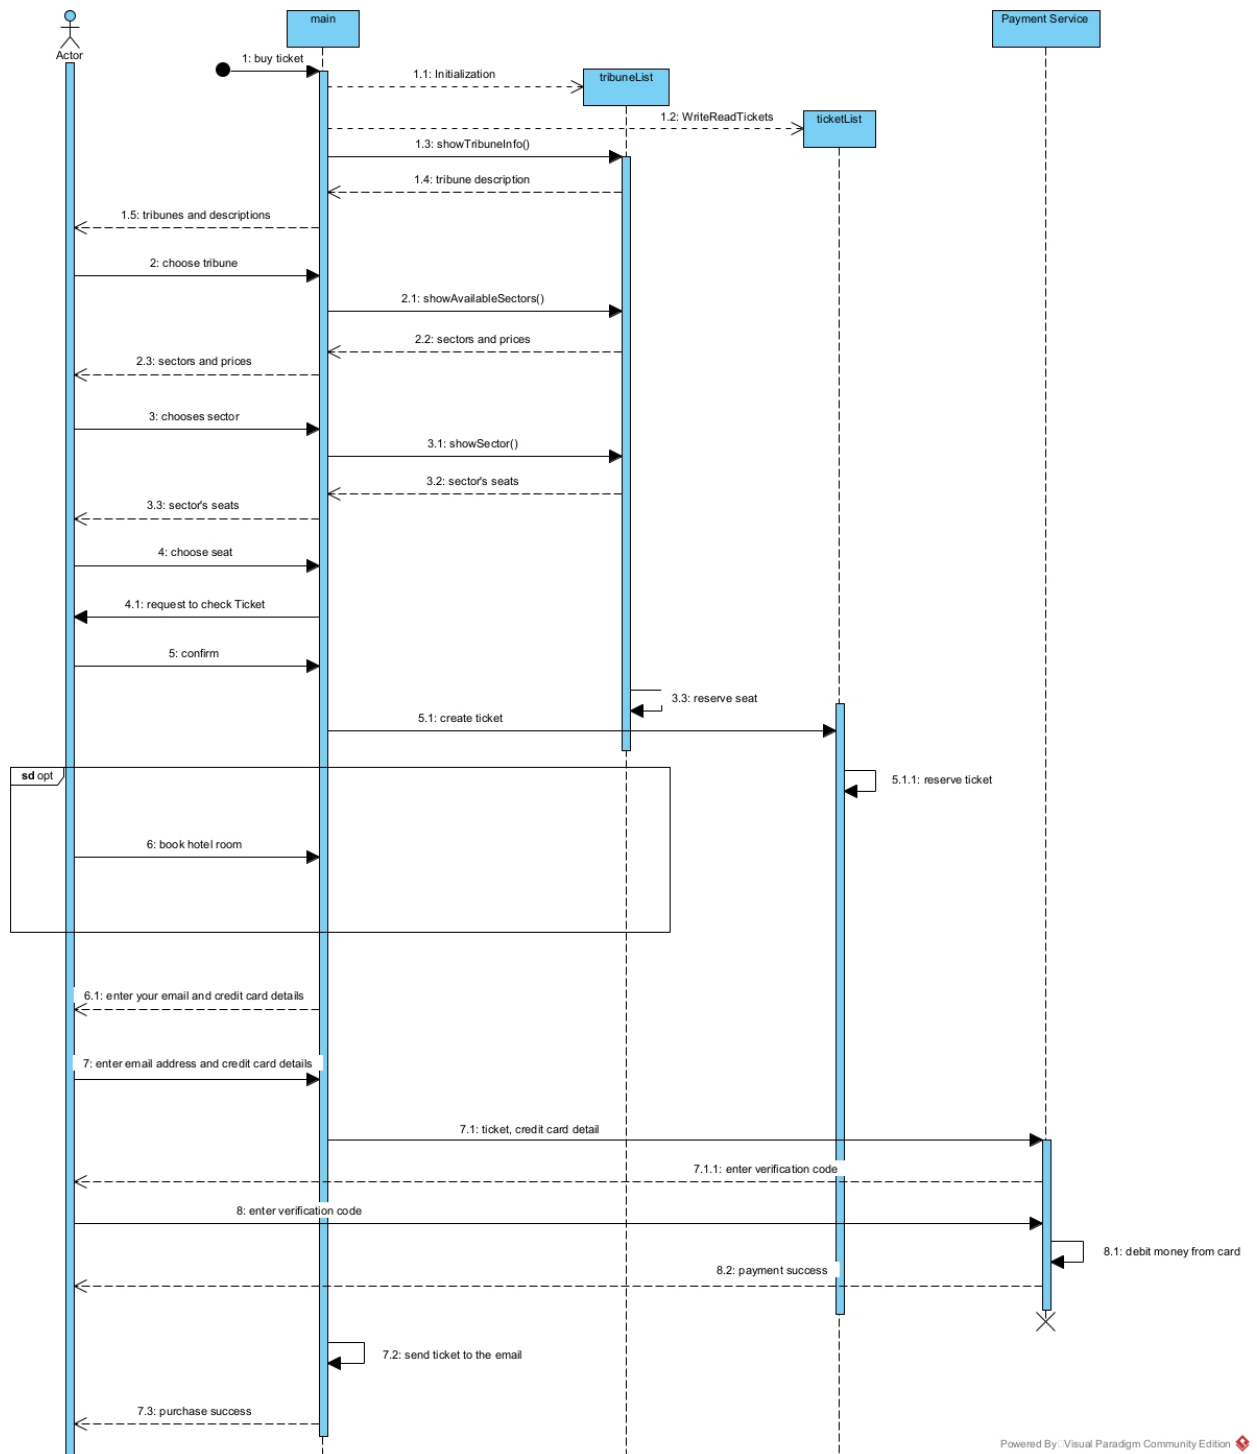 Actor
main
Payment Service
1: buy ticket
1.1: Initialization
tribuneList
1.2: WriteReadTickets
ticketList
1.3: showTribuneInfo()
1.4: tribune description
1.5: tribunes and descriptions
2: choose tribune
2.1: showAvailableSectors()
2.2: sectors and prices
2.3: sectors and prices
3: chooses sector
3.1: showSector()
3.2: sector's seats
3.3: sector's seats
4: choose seat
4.1: request to check Ticket
5: confirm
3.3: reserve seat
5.1: create ticket
sd opt
5.1.1: reserve ticket
6: book hotel room
6.1: enter your email and credit card details
7: enter email address and credit card details
7.1: ticket, credit card detail
7.1.1: enter verification code
8: enter verification code
8.1: debit money from card
8.2: payment success
7.2: send ticket to the email
7.3: purchase success
Powered By Visual Paradigm Community Edition